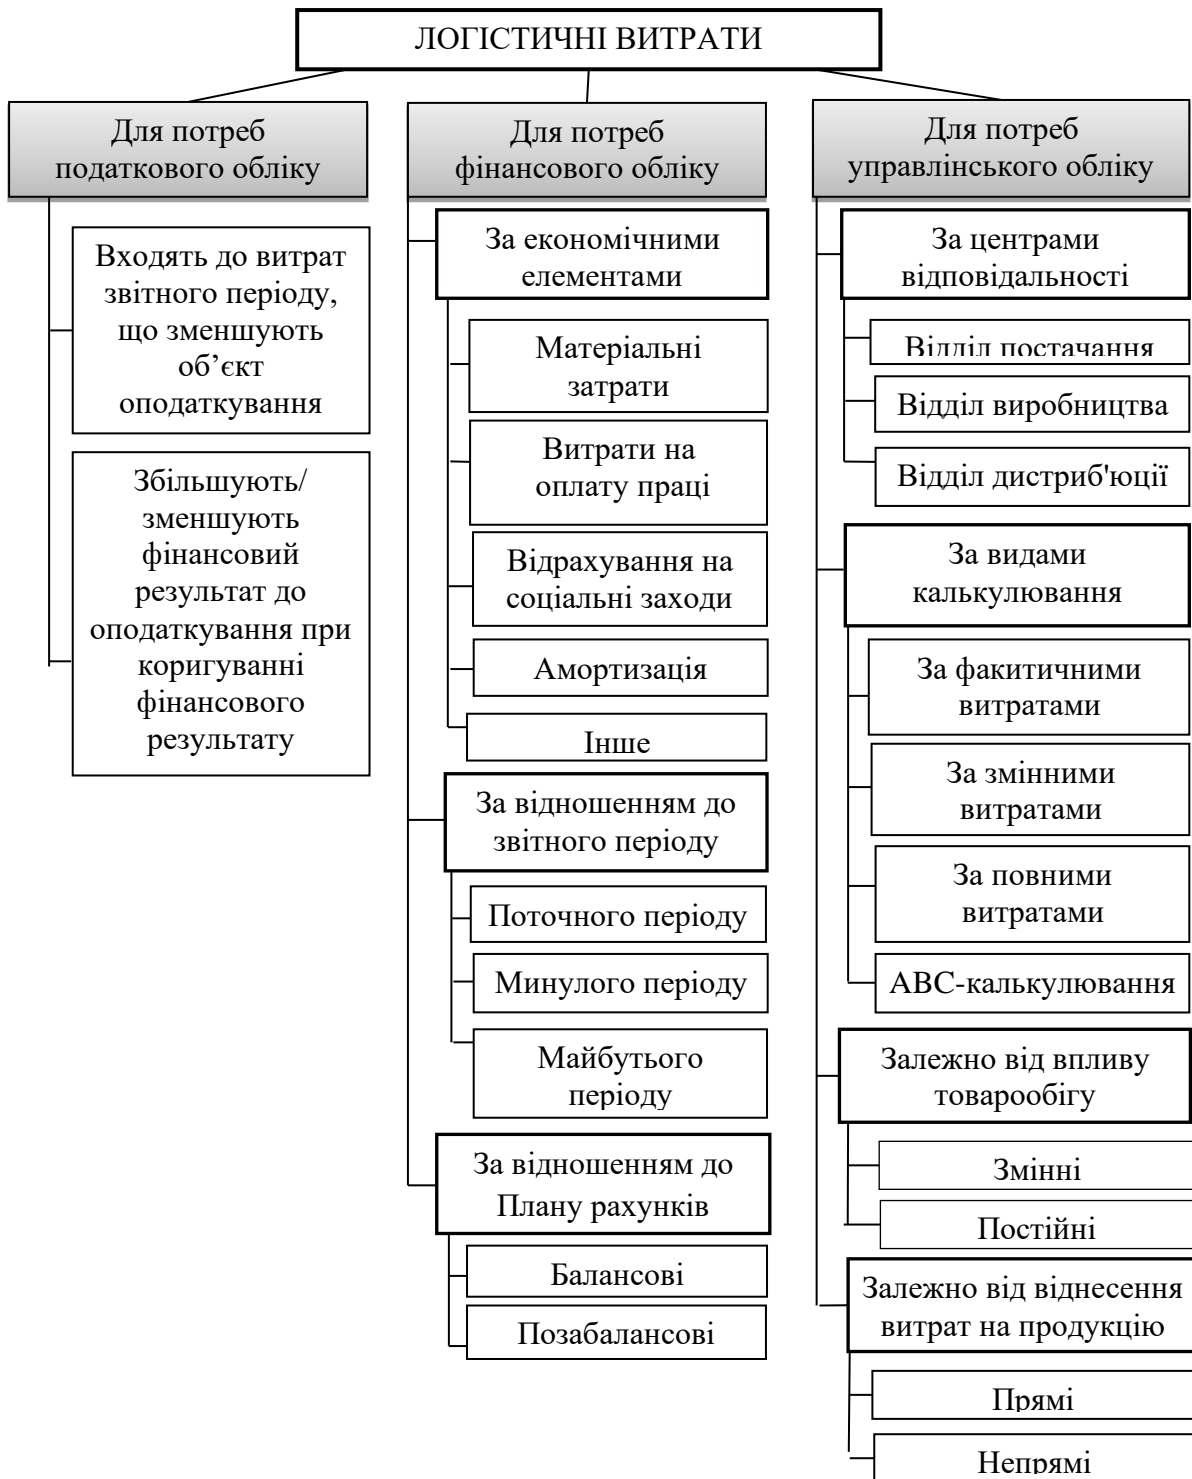 ЛОГІСТИЧНІ ВИТРАТИ
Для потреб
податкового обліку
Входять до витрат
звітного періоду,
що зменшують
об’єкт
оподаткування
Збільшують/
зменшують
фінансовий
результат до
оподаткування при
коригуванні
фінансового
результату
Для потреб
фінансового обліку
За економічними
елементами
Матеріальні
затрати
Витрати на
оплату праці
Відрахування на
соціальні заходи
Амортизація
Інше
За відношенням до
звітного періоду
Поточного періоду
Минулого періоду
Майбутього
періоду
За відношенням до
Плану рахунків
Балансові
Позабалансові
Для потреб
управлінського обліку
За центрами
відповідальності
Відділ постачання
Відділ виробництва
Відділ дистриб'юції
За видами
калькулювання
За факитичними
витратами
За змінними
витратами
За повними
витратами
АВС-калькулювання
Залежно від впливу
товарообігу
Змінні
Постійні
Залежно від віднесення
витрат на продукцію
Прямі
Непрямі